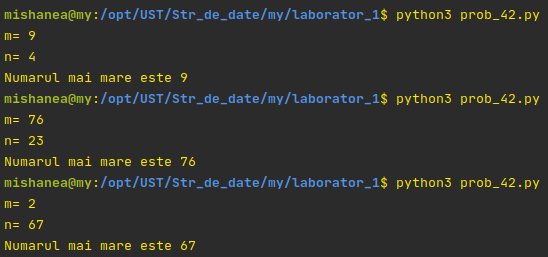 mishanea@my:/opt/UST/Str_de_date/my/laborator_1$ python3 prob_42.py
m= 9
n= 4
Numarul mai mare este 9
mishanea@my:/opt/UST/Str_de_date/my/laborator_1$ python3 prob_42.py
m= 76
n= 23
Numarul mai mare este 76
mishanea@my:/opt/UST/Str_de_date/my/laborator_1$ python3 prob_42.py
m= 2
n= 67
Numarul mai mare este 67